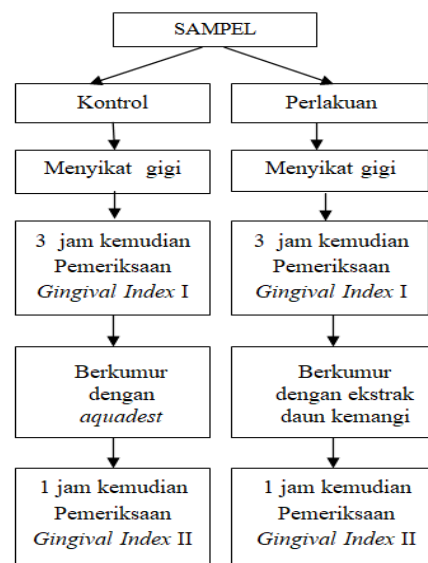 SAMPEL
Kontrol
Perlakuan
Menyikat gigi
Menyikat gigi
3 jam kemudian
Pemeriksaan
Gingival Index I
3 jam kemudian
Pemeriksaan
Gingival Index I
Berkumur
dengan
aquadest
Berkumur
dengan ekstrak
daun kemangi
1 jam kemudian
Pemeriksaan
Gingival Index II
1 jam kemudian
Pemeriksaan
Gingival Index II